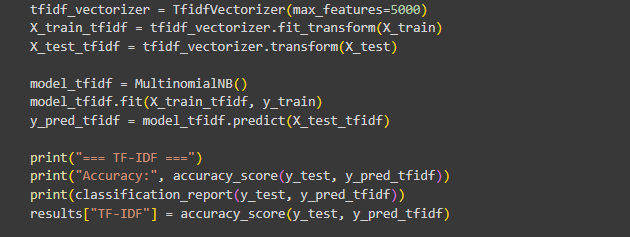 tfidf_vectorizer = TfidfVectorizer(max_features=5000)
X_train_tfidf = tfidf_vectorizer.fit_transform(X_train)
X_test_tfidf = tfidf_vectorizer.transform(X_test)

model_tfidf = MultinomialNB()
model_tfidf.fit(X_train_tfidf, y_train)
y_pred_tfidf = model_tfidf.predict(X_test_tfidf)

print("=== TF-IDF ===")
print("Accuracy:", accuracy_score(y_test, y_pred_tfidf))
print(classification_report(y_test, y_pred_tfidf))
results["TF-IDF"] = accuracy_score(y_test, y_pred_tfidf)